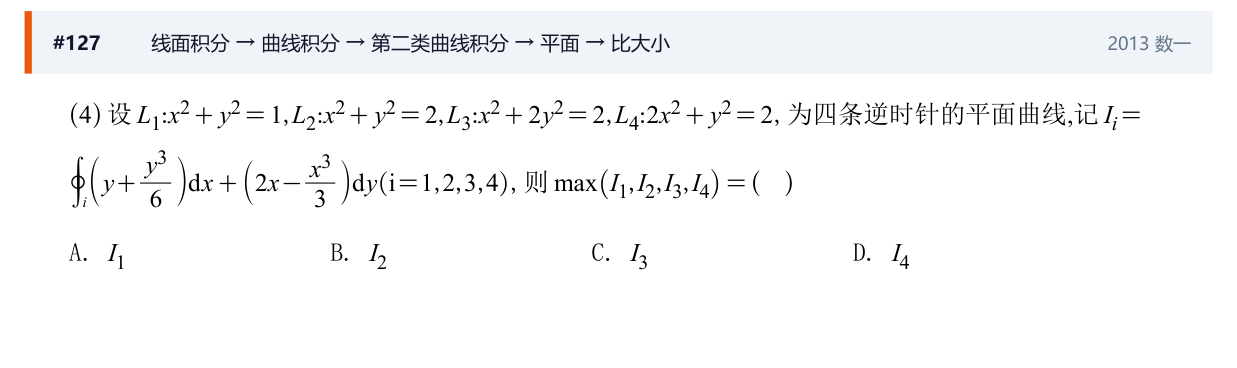 #127 线面积分 → 曲线积分 → 第二类曲线积分 → 平面 → 比大小 2013 数一
(4) 设 L₁:x²+y²=1,L₂:x²+y²=2,L₃:x²+2y²=2,L₄:2x²+y²=2, 为四条逆时针的平面曲线,记 Iᵢ=
∮ᵢ(y+y³/6)dx+(2x−x³/3)dy(i=1,2,3,4), 则 max(I₁,I₂,I₃,I₄)=( )
A. I₁ B. I₂ C. I₃ D. I₄